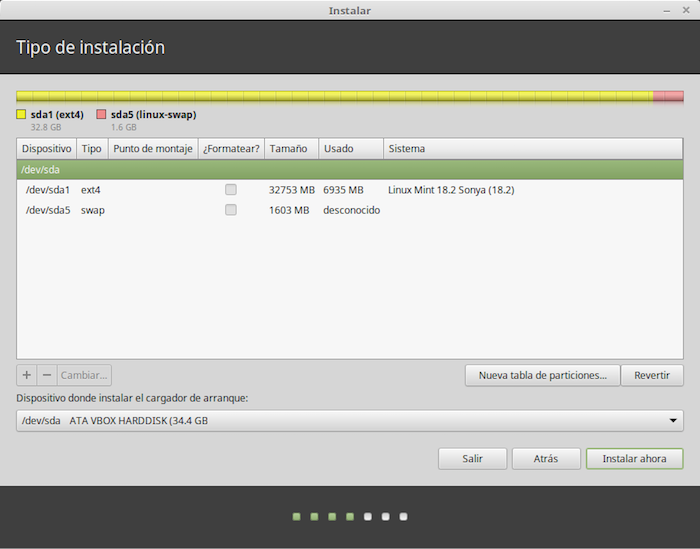 Instalar
Tipo de instalación
sda1 (ext4) sda5 (linux-swap)
32.8 GB 1.6 GB
Dispositivo Tipo Punto de montaje ¿Formatear? Tamaño Usado Sistema
/dev/sda
/dev/sda1 ext4 32753 MB 6935 MB Linux Mint 18.2 Sonya (18.2)
/dev/sda5 swap 1603 MB desconocido
+ − Cambiar... Nueva tabla de particiones... Revertir
Dispositivo donde instalar el cargador de arranque:
/dev/sda ATA VBOX HARDDISK (34.4 GB
Salir Atrás Instalar ahora